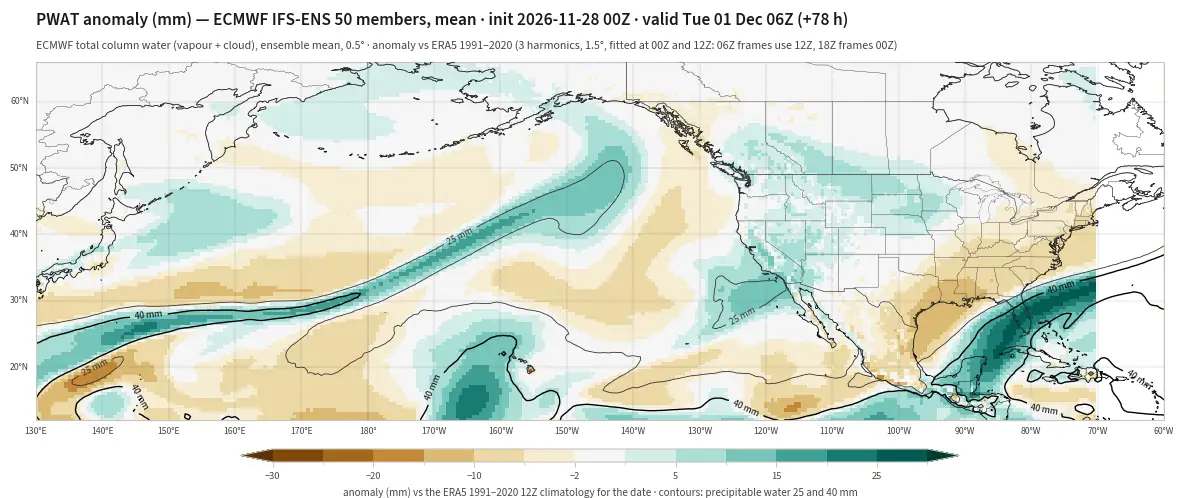 PWAT anomaly (mm) — ECMWF IFS-ENS 50 members, mean · init 2026-11-28 00Z · valid Tue 01 Dec 06Z (+78 h)
ECMWF total column water (vapour + cloud), ensemble mean, 0.5° · anomaly vs ERA5 1991–2020 (3 harmonics, 1.5°, fitted at 00Z and 12Z: 06Z frames use 12Z, 18Z frames 00Z)
60°N
50°N
40°N
30°N
20°N
25 mm
40 mm
40 mm
25 mm
25 mm
40 mm
40 mm
40 mm
40 mm
40 mm
130°E
140°E
150°E
160°E
170°E
180°
170°W
160°W
150°W
140°W
130°W
120°W
110°W
100°W
90°W
80°W
70°W
60°W
−30
−20
−10
−2
5
15
25
anomaly (mm) vs the ERA5 1991–2020 12Z climatology for the date · contours: precipitable water 25 and 40 mm